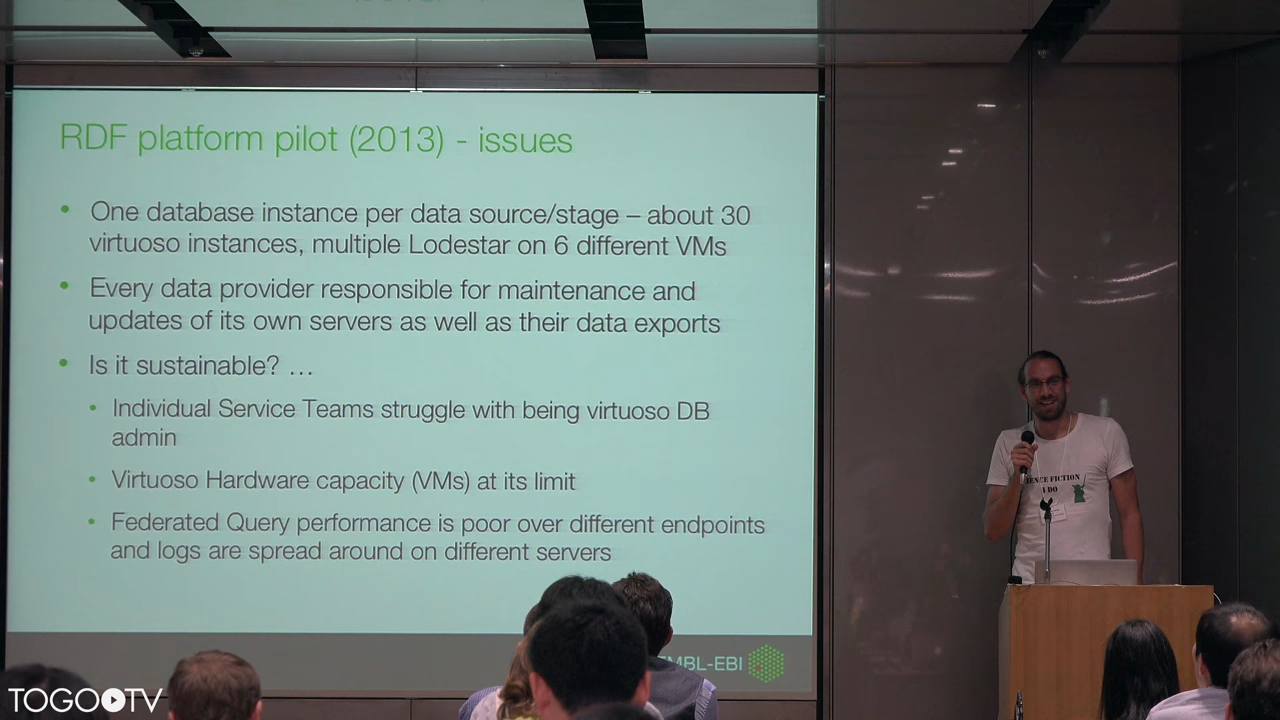 RDF platform pilot (2013) - issues
• One database instance per data source/stage – about 30
virtuoso instances, multiple Lodestar on 6 different VMs
• Every data provider responsible for maintenance and
updates of its own servers as well as their data exports
• Is it sustainable? …
• Individual Service Teams struggle with being virtuoso DB
admin
• Virtuoso Hardware capacity (VMs) at its limit
• Federated Query performance is poor over different endpoints
and logs are spread around on different servers
EMBL-EBI
FICTION
I DO
TOGOTV